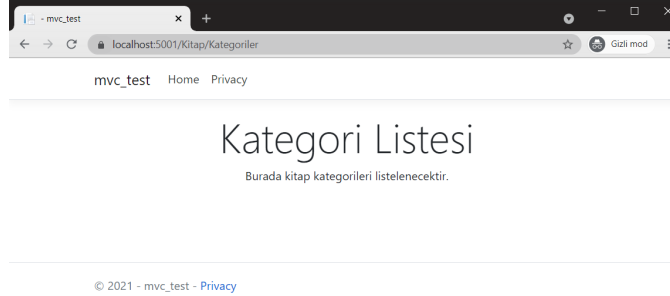 - mvc_test
localhost:5001/Kitap/Kategoriler
Gizli mod
mvc_test Home Privacy
Kategori Listesi
Burada kitap kategorileri listelenecektir.
© 2021 - mvc_test - Privacy